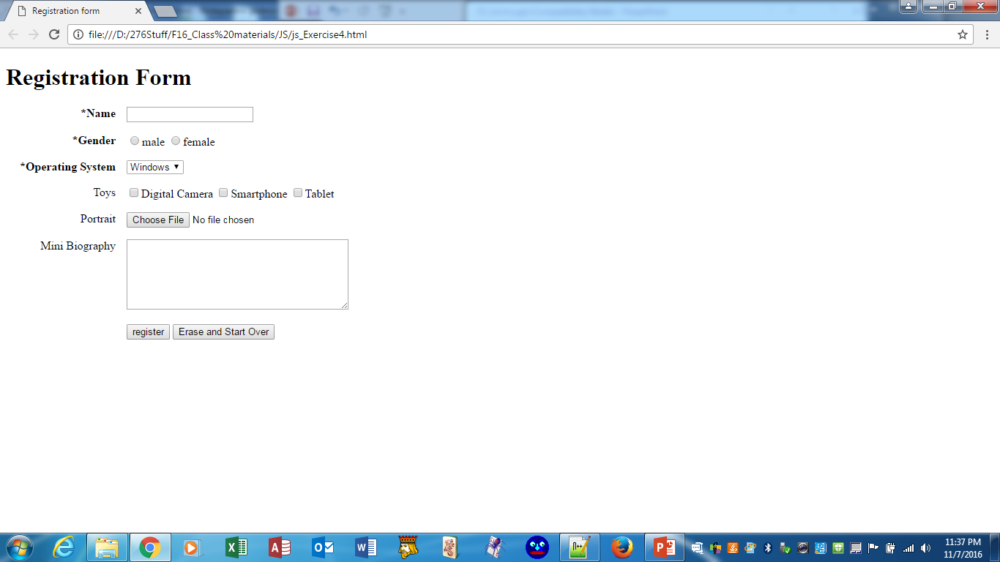 Registration form
file:///D:/276Stuff/F16_Class%20materials/JS/js_Exercise4.html
Registration Form
*Name
*Gender male female
*Operating System Windows
Toys Digital Camera Smartphone Tablet
Portrait Choose File No file chosen
Mini Biography
register Erase and Start Over
11:37 PM
11/7/2016